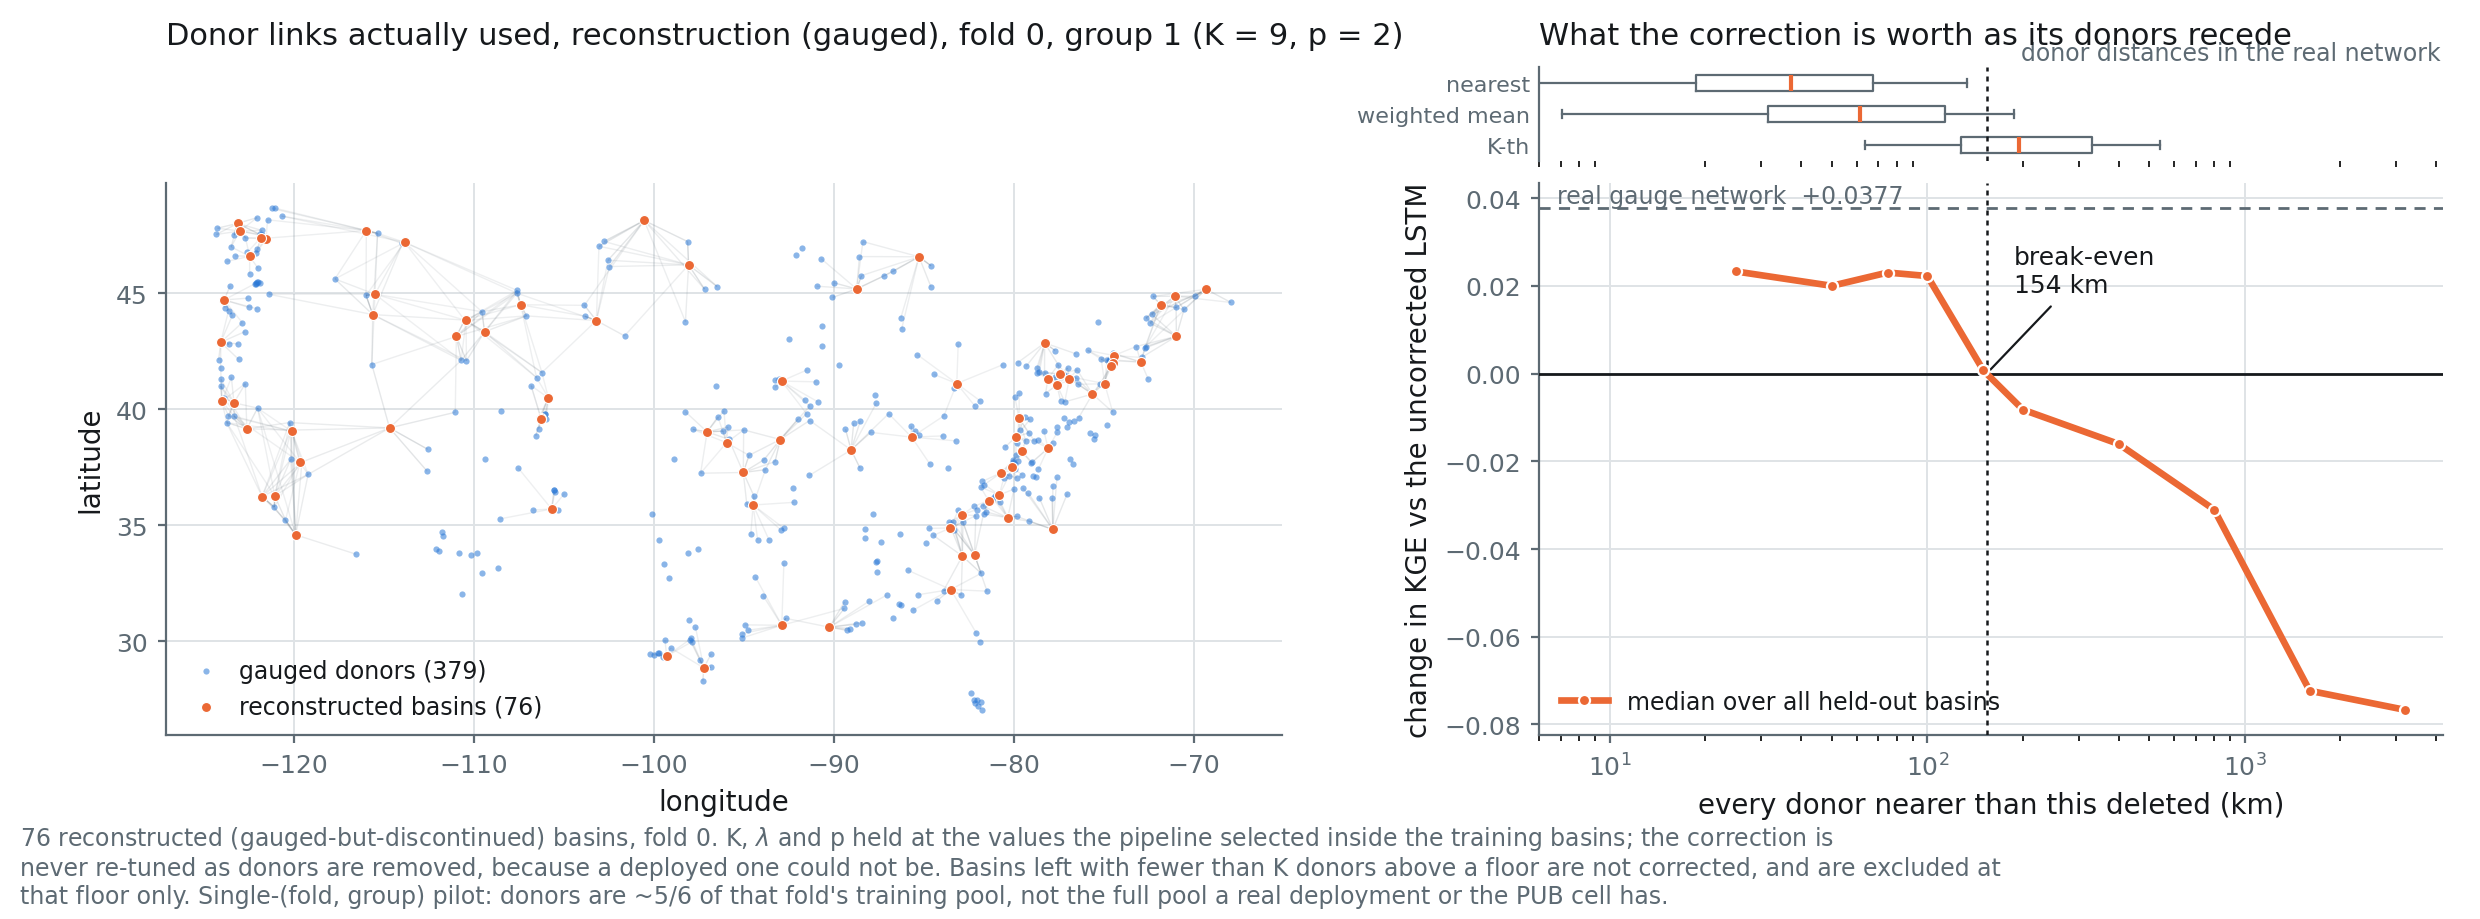 Donor links actually used, reconstruction (gauged), fold 0, group 1 (K = 9, p = 2)
latitude
45
40
35
30
gauged donors (379)
reconstructed basins (76)
−120
−110
−100
−90
−80
−70
longitude
What the correction is worth as its donors recede
donor distances in the real network
nearest
weighted mean
K-th
change in KGE vs the uncorrected LSTM
0.04
0.02
0.00
−0.02
−0.04
−0.06
−0.08
real gauge network +0.0377
break-even
154 km
median over all held-out basins
10¹
10²
10³
every donor nearer than this deleted (km)
76 reconstructed (gauged-but-discontinued) basins, fold 0. K, λ and p held at the values the pipeline selected inside the training basins; the correction is
never re-tuned as donors are removed, because a deployed one could not be. Basins left with fewer than K donors above a floor are not corrected, and are excluded at
that floor only. Single-(fold, group) pilot: donors are ~5/6 of that fold's training pool, not the full pool a real deployment or the PUB cell has.